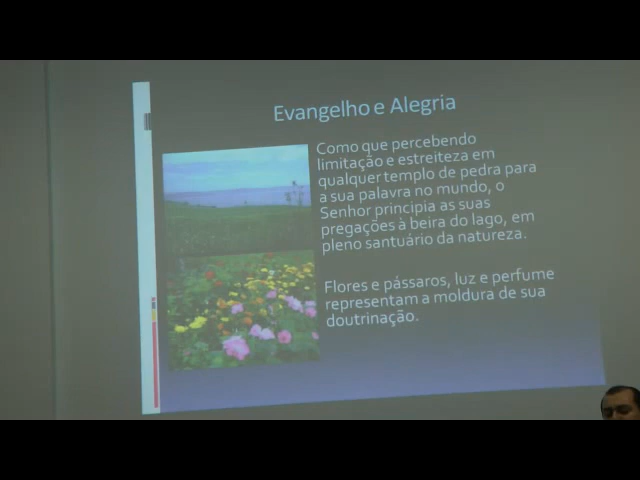 Evangelho e Alegria
Como que percebendo
limitação e estreiteza em
qualquer templo de pedra para
a sua palavra no mundo, o
Senhor principia as suas
pregações à beira do lago, em
pleno santuário da natureza.
Flores e pássaros, luz e perfume
representam a moldura de sua
doutrinação.